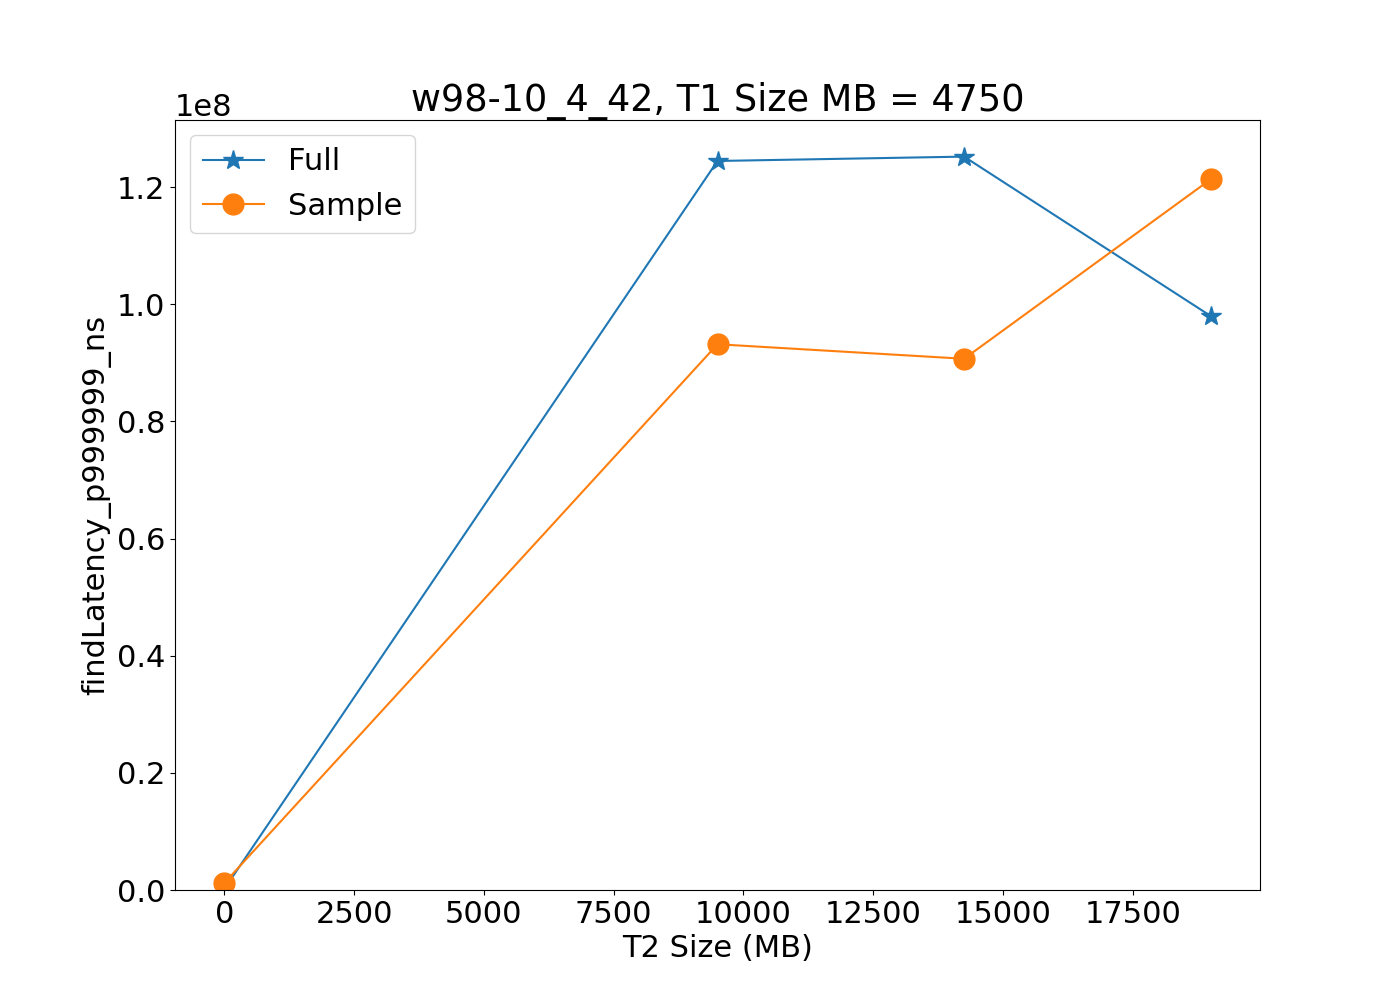 w98-10_4_42, T1 Size MB = 4750
1e8
Full
Sample
1.2
1.0
0.8
0.6
0.4
0.2
0.0
findLatency_p999999_ns
0 2500 5000 7500 10000 12500 15000 17500
T2 Size (MB)